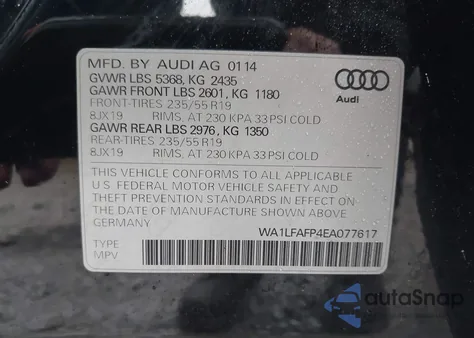 MFD. BY AUDI AG 01 14
GVWR LBS 5368, KG 2435
GAWR FRONT LBS 2601, KG 1180
FRONT-TIRES 235/55 R19
8JX19 RIMS, AT 230 KPA 33 PSI COLD
GAWR REAR LBS 2976, KG 1350
REAR-TIRES 235/55 R19
8JX19 RIMS, AT 230 KPA 33 PSI COLD
Audi
THIS VEHICLE CONFORMS TO ALL APPLICABLE
U.S. FEDERAL MOTOR VEHICLE SAFETY AND
THEFT PREVENTION STANDARDS IN EFFECT ON
THE DATE OF MANUFACTURE SHOWN ABOVE
GERMANY
WA1LFAFP4EA077617
TYPE
MPV
autoSnap